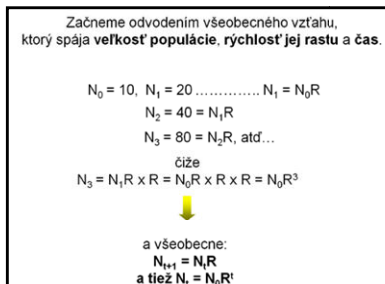 Začneme odvodením všeobecného vzťahu,
ktorý spája veľkosť populácie, rýchlosť jej rastu a čas.
N₀ = 10, N₁ = 20 ………….. N₁ = N₀R
N₂ = 40 = N₁R
N₃ = 80 = N₂R, atď…
čiže
N₃ = N₁R x R = N₀R x R x R = N₀R³
a všeobecne:
Nₜ₊₁ = NₜR
a tiež Nₜ = N₀Rᵗ